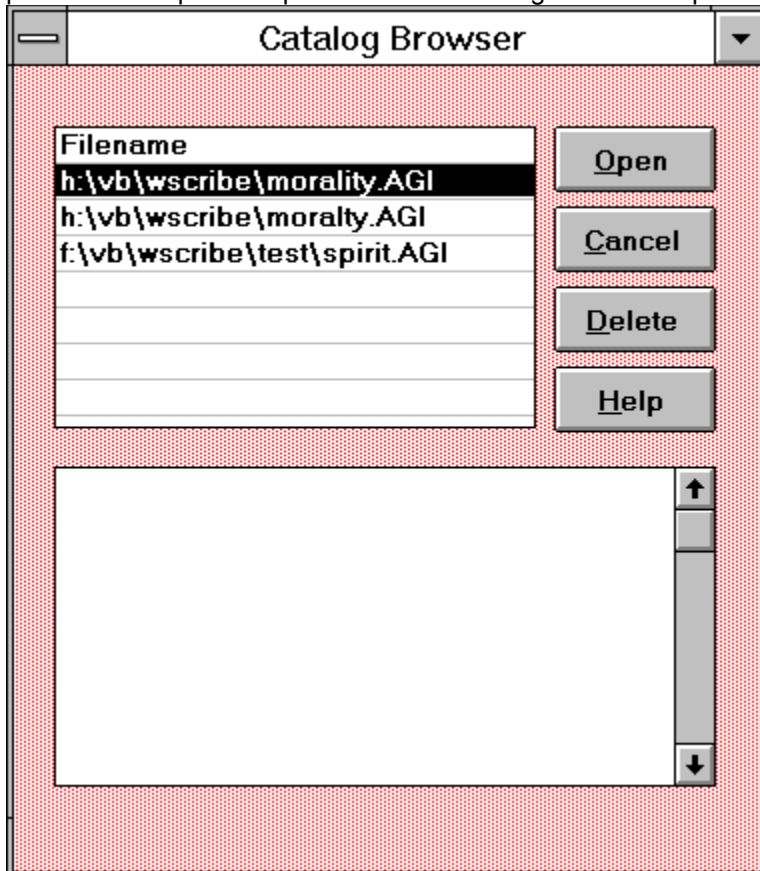 Catalog Browser
Filename
h:\vb\wscribe\morality.AGI
h:\vb\wscribe\moralty.AGI
f:\vb\wscribe\test\spirit.AGI
Open
Cancel
Delete
Help